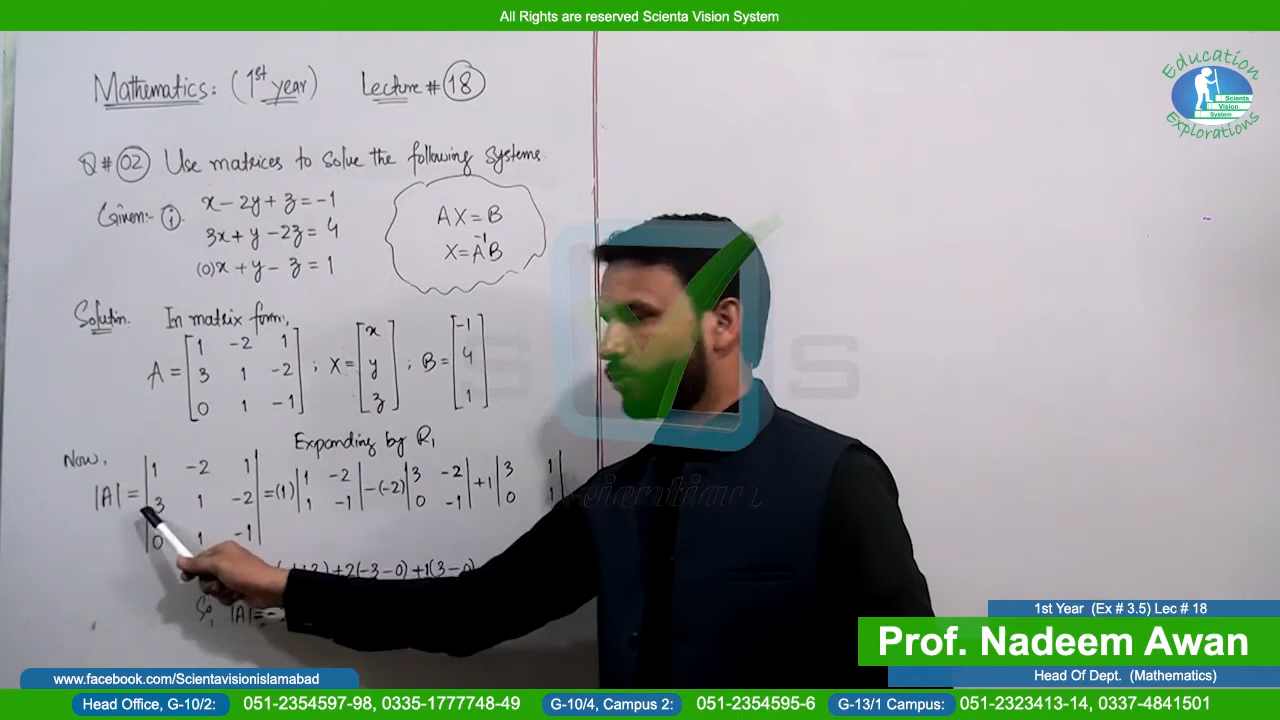 All Rights are reserved Scienta Vision System
Education
Scienta
Vision
System
Explorations
Mathematics: (1st year) Lecture # 18
Q # 02 Use matrices to solve the following systems.
Given:- (i) x - 2y + z = -1
3x + y - 2z = 4
(0)x + y - z = 1
AX = B
X = A⁻¹B
Solution. In matrix form,
A = [1 -2 1; 3 1 -2; 0 1 -1] ; X = [x; y; z] ; B = [-1; 4; 1]
Expanding by R₁
Now,
|A| = |1 -2 1; 3 1 -2; 0 1 -1| = (1)|1 -2; 1 -1| - (-2)|3 -2; 0 -1| + 1|3 1; 0 1|
+2(-3-0) +1(3-0)
So, |A| =
S S
Scientian
1st Year (Ex # 3.5) Lec # 18
Prof. Nadeem Awan
Head Of Dept. (Mathematics)
www.facebook.com/Scientavisionislamabad
Head Office, G-10/2: 051-2354597-98, 0335-1777748-49 G-10/4, Campus 2: 051-2354595-6 G-13/1 Campus: 051-2323413-14, 0337-4841501